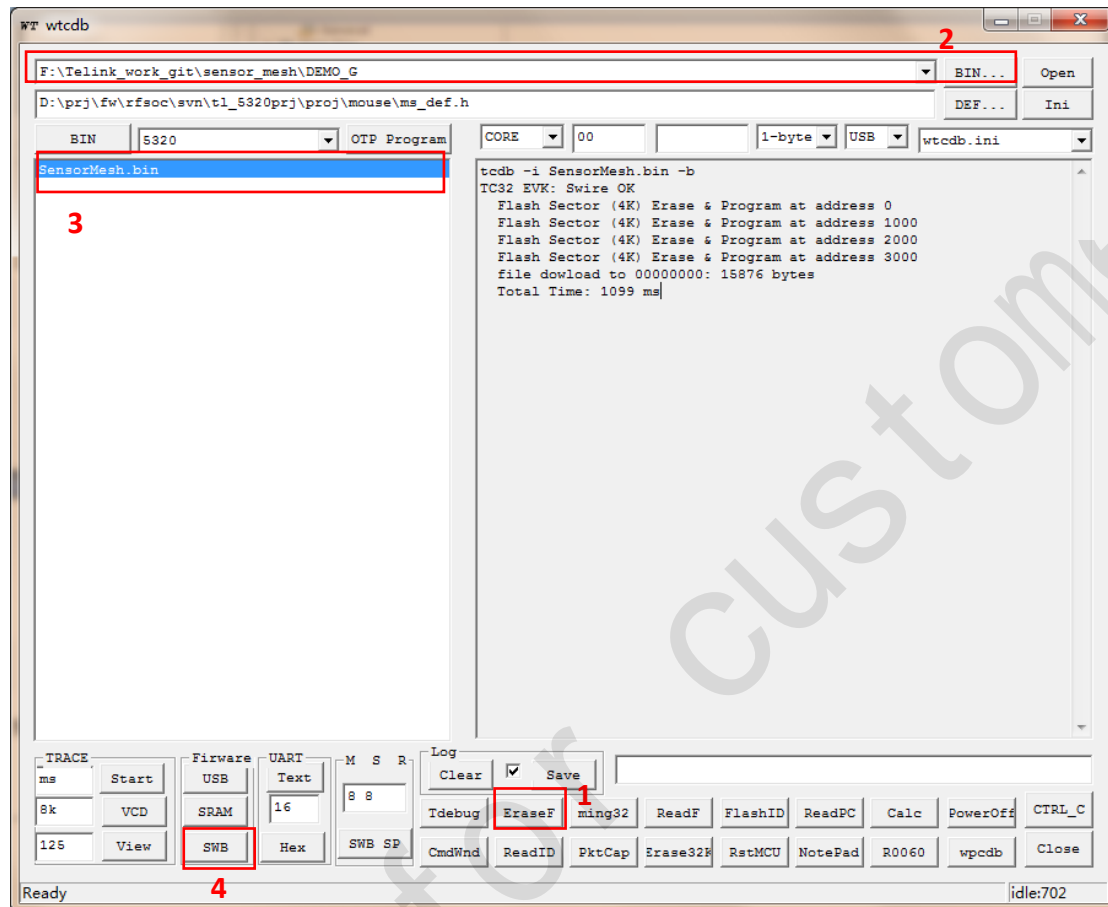 WT wtcdb
2
F:\Telink_work_git\sensor_mesh\DEMO_G
BIN...
Open
D:\prj\fw\rfsoc\svn\tl_5320prj\proj\mouse\ms_def.h
DEF...
Ini
BIN
5320
OTP Program
CORE
00
1-byte
USB
wtcdb.ini
SensorMesh.bin
3
tcdb -i SensorMesh.bin -b
TC32 EVK: Swire OK
Flash Sector (4K) Erase & Program at address 0
Flash Sector (4K) Erase & Program at address 1000
Flash Sector (4K) Erase & Program at address 2000
Flash Sector (4K) Erase & Program at address 3000
file dowload to 00000000: 15876 bytes
Total Time: 1099 ms
for custom
TRACE
ms
Start
8k
VCD
125
View
Firware
USB
SRAM
SWB
4
UART
Text
16
Hex
M S R
8 8
SWB SP
Log
Clear
Save
1
Tdebug
EraseF
ming32
ReadF
FlashID
ReadPC
Calc
PowerOff
CTRL_C
CmdWnd
ReadID
PktCap
Erase32K
RstMCU
NotePad
R0060
wpcdb
Close
Ready
idle:702